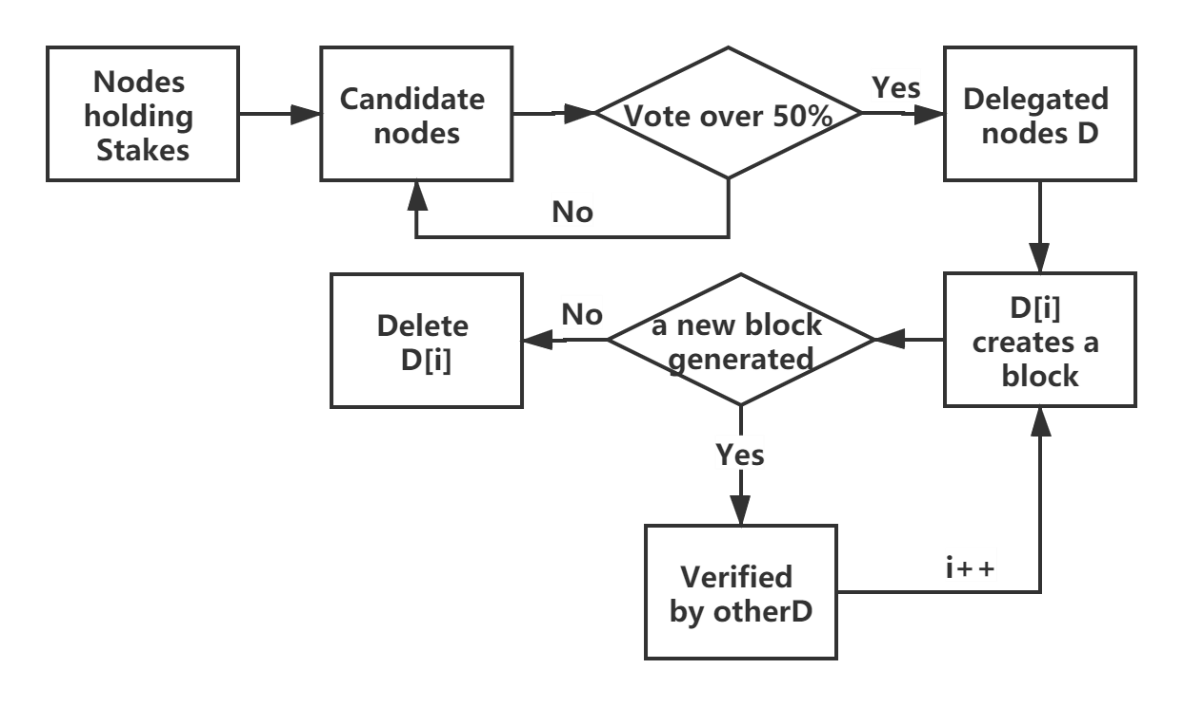 Nodes
holding
Stakes
Candidate
nodes
Vote over 50%
Yes
Delegated
nodes D
No
Delete
D[i]
No
a new block
generated
D[i]
creates a
block
Yes
Verified
by otherD
i++